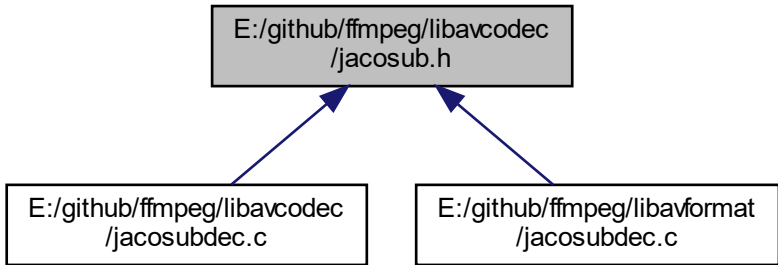 E:/github/ffmpeg/libavcodec
/jacosub.h
E:/github/ffmpeg/libavcodec
/jacosubdec.c
E:/github/ffmpeg/libavformat
/jacosubdec.c